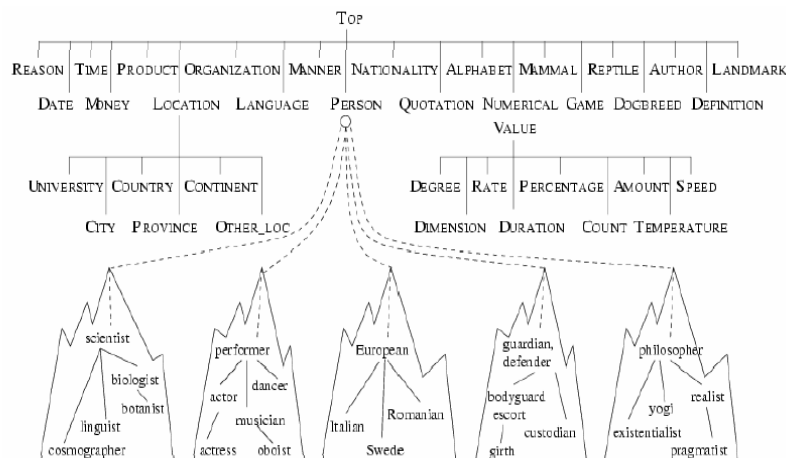 TOP
REASON TIME PRODUCT ORGANIZATION MANNER NATIONALITY ALPHABET MAMMAL REPTILE AUTHOR LANDMARK
DATE MONEY LOCATION LANGUAGE PERSON QUOTATION NUMERICAL GAME DOGBREED DEFINITION
VALUE
UNIVERSITY COUNTRY CONTINENT DEGREE RATE PERCENTAGE AMOUNT SPEED
CITY PROVINCE OTHER_LOC DIMENSION DURATION COUNT TEMPERATURE
scientist
biologist
botanist
linguist
cosmographer
performer
dancer
actor
musician
actress oboist
European
Romanian
Italian
Swede
guardian,
defender
bodyguard
escort
custodian
girth
philosopher
realist
yogi
existentialist
pragmatist